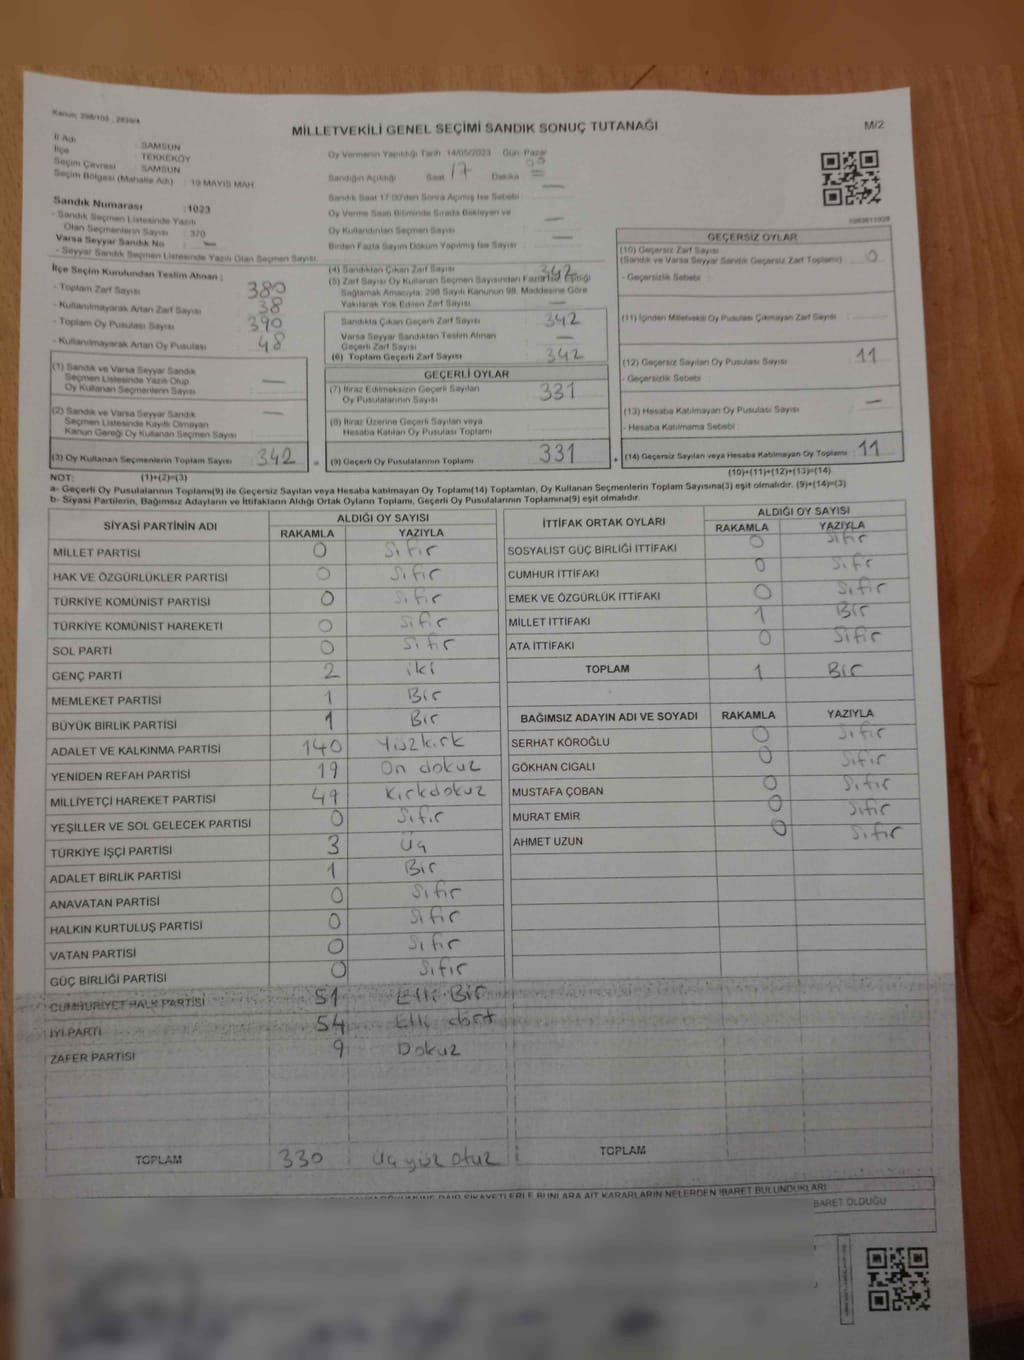 Kanun: 298/105 , 2839/4
MİLLETVEKİLİ GENEL SEÇİMİ SANDIK SONUÇ TUTANAĞI
M/2
İl Adı SAMSUN
İlçe TEKKEKÖY
Seçim Çevresi SAMSUN
Seçim Bölgesi (Mahalle Adı) : 19 MAYIS MAH.
Oy Vermenin Yapıldığı Tarih :14/05/2023 Gün: Pazar
Sandığın Açıldığı Saat 17 Dakika 05
Sandık Saat 17:00'den Sonra Açılmış İse Sebebi —
Oy Verme Saati Bitiminde Sırada Bekleyen ve
Oy Kullandırılan Seçmen Sayısı —
Birden Fazla Sayım Döküm Yapılmış İse Sayısı —
Sandık Numarası :1023
- Sandık Seçmen Listesinde Yazılı
Olan Seçmenlerin Sayısı : 370
Varsa Seyyar Sandık No : —
- Seyyar Sandık Seçmen Listesinde Yazılı Olan Seçmen Sayısı:
İlçe Seçim Kurulundan Teslim Alınan :
- Toplam Zarf Sayısı : 380
- Kullanılmayarak Artan Zarf Sayısı : 38
- Toplam Oy Pusulası Sayısı : 390
- Kullanılmayarak Artan Oy Pusulası : 48
(1) Sandık ve Varsa Seyyar Sandık
Seçmen Listesinde Yazılı Olup
Oy Kullanan Seçmenlerin Sayısı —
(2) Sandık ve Varsa Seyyar Sandık
Seçmen Listesinde Kayıtlı Olmayan
Kanun Gereği Oy Kullanan Seçmen Sayısı —
(3) Oy Kullanan Seçmenlerin Toplam Sayısı 342
(4) Sandıktan Çıkan Zarf Sayısı 342
(5) Zarf Sayısı Oy Kullanan Seçmen Sayısından Fazla İse Eşitliği
Sağlamak Amacıyla, 298 Sayılı Kanunun 98. Maddesine Göre
Yakılarak Yok Edilen Zarf Sayısı —
Sandıkta Çıkan Geçerli Zarf Sayısı 342
Varsa Seyyar Sandıktan Teslim Alınan
Geçerli Zarf Sayısı —
(6) Toplam Geçerli Zarf Sayısı 342
GEÇERLİ OYLAR
(7) İtiraz Edilmeksizin Geçerli Sayılan
Oy Pusulalarının Sayısı 331
(8) İtiraz Üzerine Geçerli Sayılan veya
Hesaba Katılan Oy Pusulası Toplamı
= (9) Geçerli Oy Pusulalarının Toplamı 331
GEÇERSİZ OYLAR
(10) Geçersiz Zarf Sayısı
(Sandık ve Varsa Seyyar Sandık Geçersiz Zarf Toplamı) : 0
- Geçersizlik Sebebi :
(11) İçinden Milletvekili Oy Pusulası Çıkmayan Zarf Sayısı :
(12) Geçersiz Sayılan Oy Pusulası Sayısı 11
- Geçersizlik Sebebi :
(13) Hesaba Katılmayan Oy Pusulası Sayısı —
- Hesaba Katılmama Sebebi :
+ (14) Geçersiz Sayılan veya Hesaba Katılmayan Oy Toplamı : 11
NOT: (1)+(2)=(3) (10)+(11)+(12)+(13)=(14)
a- Geçerli Oy Pusulalarının Toplamı(9) ile Geçersiz Sayılan veya Hesaba katılmayan Oy Toplamı(14) Toplamları, Oy Kullanan Seçmenlerin Toplam Sayısına(3) eşit olmalıdır. (9)+(14)=(3)
b- Siyasi Partilerin, Bağımsız Adayların ve İttifakların Aldığı Ortak Oyların Toplamı, Geçerli Oy Pusulalarının Toplamına(9) eşit olmalıdır.
SİYASİ PARTİNİN ADI ALDIĞI OY SAYISI
RAKAMLA YAZIYLA
MİLLET PARTİSİ 0 Sıfır
HAK VE ÖZGÜRLÜKLER PARTİSİ 0 Sıfır
TÜRKİYE KOMÜNİST PARTİSİ 0 Sıfır
TÜRKİYE KOMÜNİST HAREKETİ 0 Sıfır
SOL PARTİ 0 Sıfır
GENÇ PARTİ 2 iki
MEMLEKET PARTİSİ 1 Bir
BÜYÜK BİRLİK PARTİSİ 1 Bir
ADALET VE KALKINMA PARTİSİ 140 Yüzkırk
YENİDEN REFAH PARTİSİ 19 On dokuz
MİLLİYETÇİ HAREKET PARTİSİ 49 Kırkdokuz
YEŞİLLER VE SOL GELECEK PARTİSİ 0 Sıfır
TÜRKİYE İŞÇİ PARTİSİ 3 Üç
ADALET BİRLİK PARTİSİ 1 Bir
ANAVATAN PARTİSİ 0 Sıfır
HALKIN KURTULUŞ PARTİSİ 0 Sıfır
VATAN PARTİSİ 0 Sıfır
GÜÇ BİRLİĞİ PARTİSİ 0 Sıfır
CUMHURİYET HALK PARTİSİ 51 Elli Bir
İYİ PARTİ 54 Elli dört
ZAFER PARTİSİ 9 Dokuz
TOPLAM 330 Üçyüz otuz
İTTİFAK ORTAK OYLARI ALDIĞI OY SAYISI
RAKAMLA YAZIYLA
SOSYALİST GÜÇ BİRLİĞİ İTTİFAKI 0 Sıfır
CUMHUR İTTİFAKI 0 Sıfr
EMEK VE ÖZGÜRLÜK İTTİFAKI 0 Sıfır
MİLLET İTTİFAKI 1 Bir
ATA İTTİFAKI 0 Sıfır
TOPLAM 1 Bir
BAĞIMSIZ ADAYIN ADI VE SOYADI RAKAMLA YAZIYLA
SERHAT KÖROĞLU 0 Sıfır
GÖKHAN CIGALI 0 Sıfır
MUSTAFA ÇOBAN 0 Sıfır
MURAT EMİR 0 Sıfır
AHMET UZUN 0 Sıfır
TOPLAM
DAİR ŞİKAYETLERLE BUNLARA AİT KARARLARIN NELERDEN İBARET BULUNDUKLARI
BARET OLDUĞU